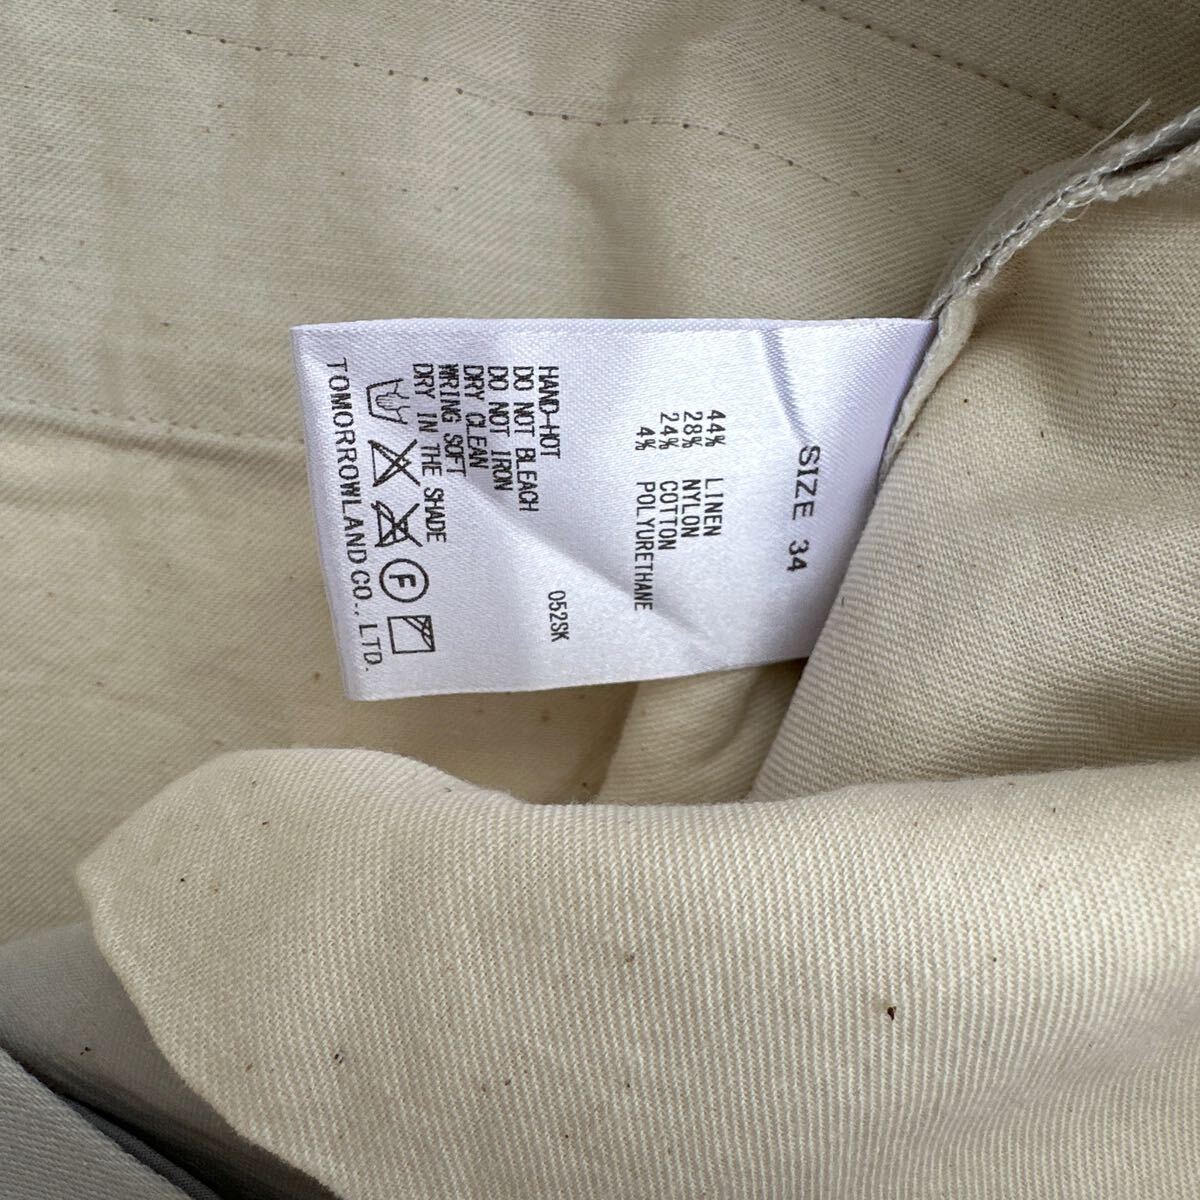 SIZE 34
44% LINEN
28% NYLON
24% COTTON
4% POLYURETHANE
052SK
HAND-HOT
DO NOT BLEACH
DO NOT IRON
DRY CLEAN
WRING SOFT
DRY IN THE SHADE
F
TOMORROWLAND CO., LTD.